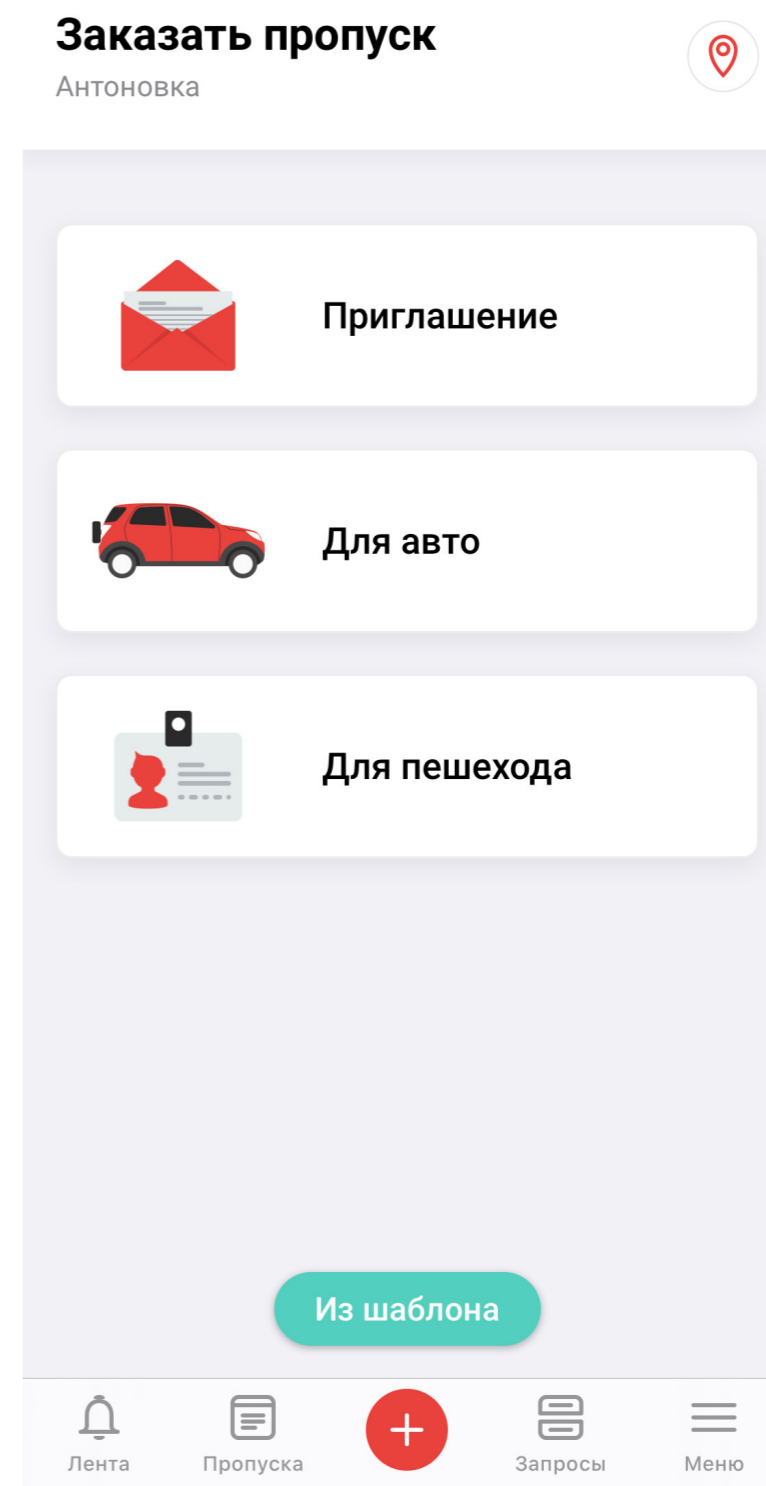 Заказать пропуск
Антоновка
Приглашение
Для авто
Для пешехода
Из шаблона
Лента
Пропуска
Запросы
Меню